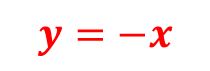 y = −x